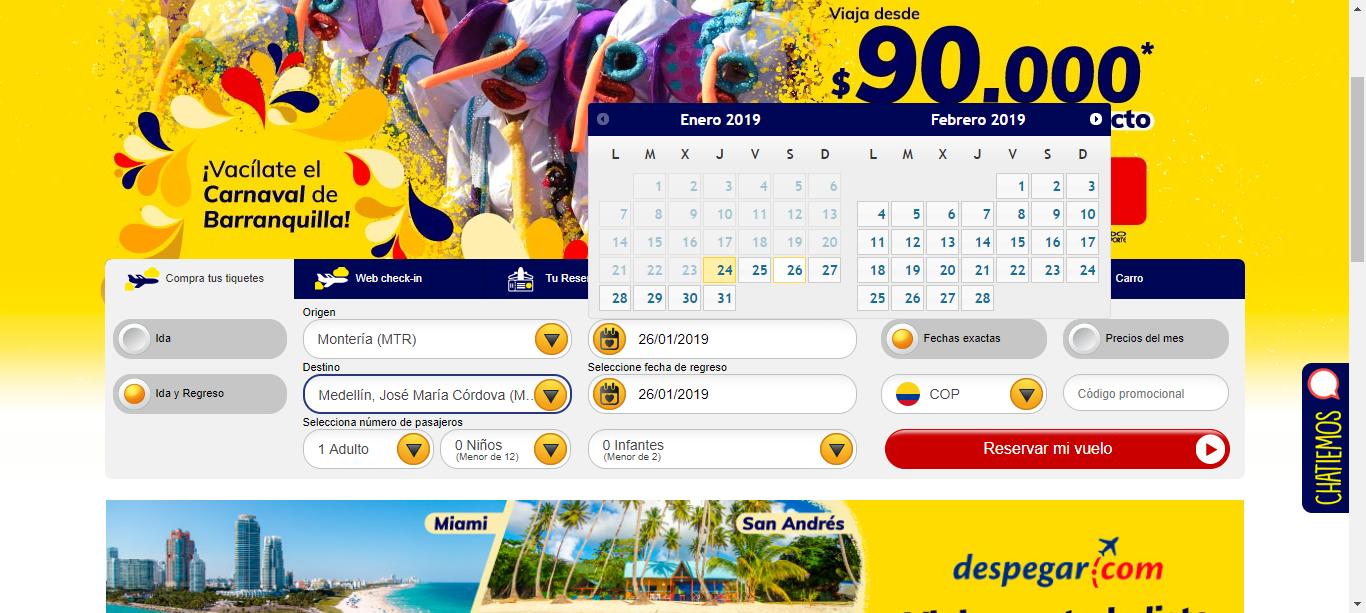 Viaja desde
$90.000*
cto
¡Vacílate el
Carnaval de
Barranquilla!
Enero 2019
Febrero 2019
L M X J V S D
L M X J V S D
1 2 3 4 5 6
1 2 3
7 8 9 10 11 12 13
4 5 6 7 8 9 10
14 15 16 17 18 19 20
11 12 13 14 15 16 17
21 22 23 24 25 26 27
18 19 20 21 22 23 24
28 29 30 31
25 26 27 28
Compra tus tiquetes
Web check-in
Tu Rese
Carro
Ida
Ida y Regreso
Origen
Montería (MTR)
26/01/2019
Fechas exactas
Precios del mes
Destino
Seleccione fecha de regreso
Medellín, José María Córdova (M...
26/01/2019
COP
Código promocional
Selecciona número de pasajeros
1 Adulto
0 Niños
(Menor de 12)
0 Infantes
(Menor de 2)
Reservar mi vuelo
CHATIEMOS
Miami
San Andrés
despegar.com